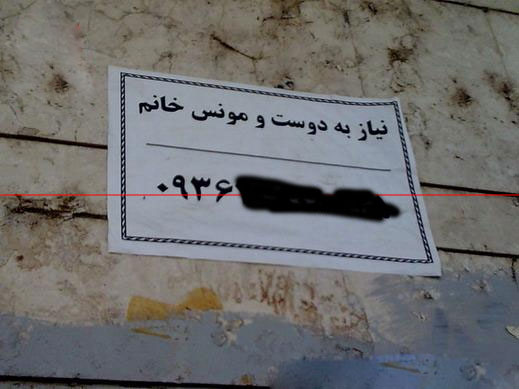 نیاز به دوست و مونس خانم
۰۹۳۶